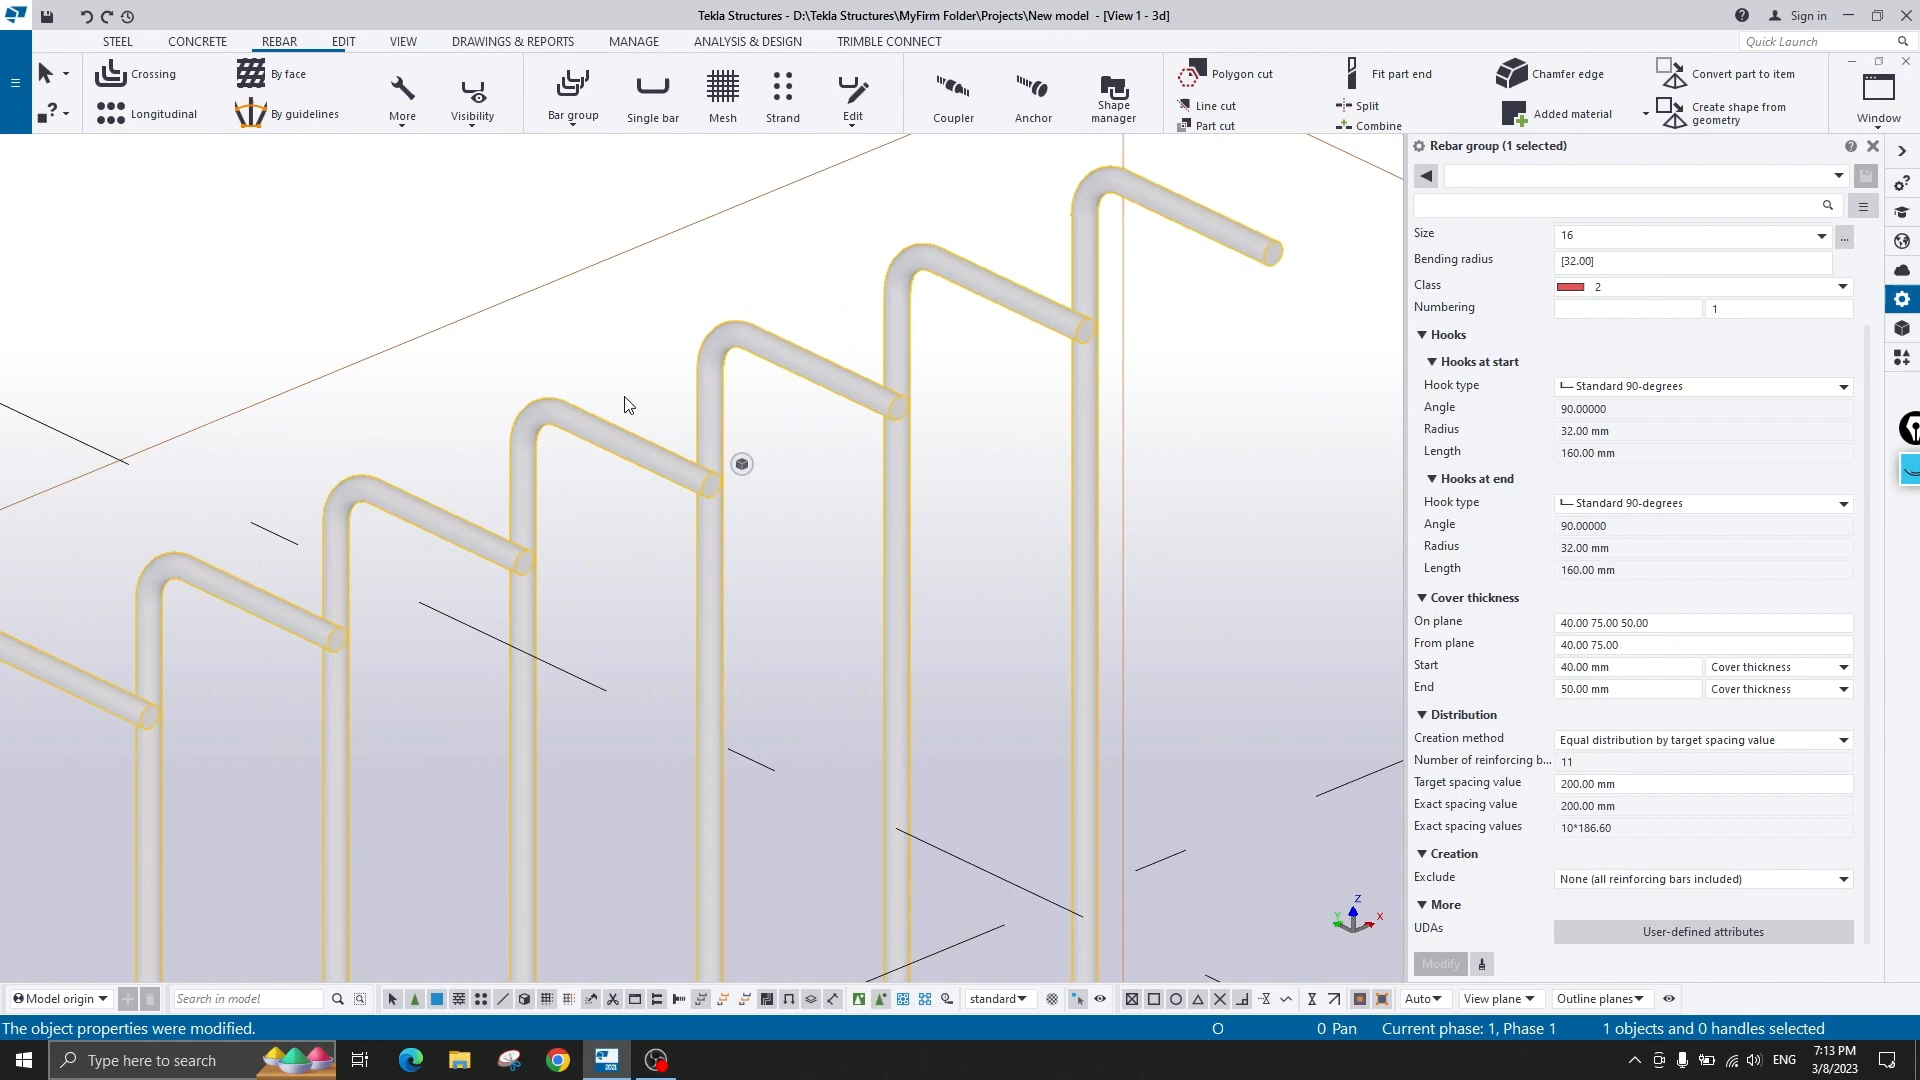 Tekla Structures - D:\Tekla Structures\MyFirm Folder\Projects\New model - [View 1 - 3d]
Sign in
STEEL CONCRETE REBAR EDIT VIEW DRAWINGS & REPORTS MANAGE ANALYSIS & DESIGN TRIMBLE CONNECT
Quick Launch
Crossing
Longitudinal
By face
By guidelines
More
Visibility
Bar group
Single bar
Mesh
Strand
Edit
Coupler
Anchor
Shape
manager
Polygon cut
Line cut
Part cut
Fit part end
Split
Combine
Chamfer edge
Added material
Convert part to item
Create shape from
geometry
Window
Rebar group (1 selected)
Size 16
...
Bending radius [32.00]
Class 2
Numbering 1
Hooks
Hooks at start
Hook type Standard 90-degrees
Angle 90.00000
Radius 32.00 mm
Length 160.00 mm
Hooks at end
Hook type Standard 90-degrees
Angle 90.00000
Radius 32.00 mm
Length 160.00 mm
Cover thickness
On plane 40.00 75.00 50.00
From plane 40.00 75.00
Start 40.00 mm Cover thickness
End 50.00 mm Cover thickness
Distribution
Creation method Equal distribution by target spacing value
Number of reinforcing b... 11
Target spacing value 200.00 mm
Exact spacing value 200.00 mm
Exact spacing values 10*186.60
Creation
Exclude None (all reinforcing bars included)
More
UDAs User-defined attributes
Modify
Z
Y X
Model origin Search in model standard Auto View plane Outline planes
The object properties were modified. O 0 Pan Current phase: 1, Phase 1 1 objects and 0 handles selected
Type here to search
2021
ENG
7:13 PM
3/8/2023